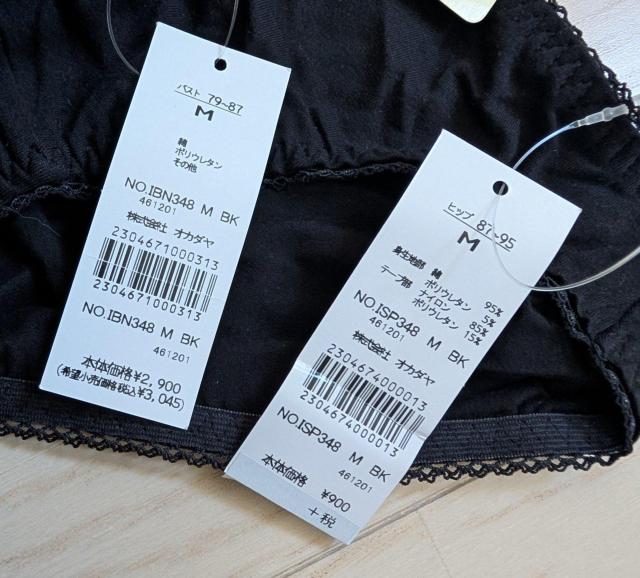 バスト 79~87
M
綿
ポリウレタン
その他
NO.IBN348 M BK
461201
株式会社 オカダヤ
2304671000313
2304671000313
NO.IBN348 M BK
461201
本体価格¥2,900
(希望小売価格税込¥3,045)
ヒップ 87~95
M
身生地部 綿 95%
ポリウレタン 5%
テープ部 ナイロン 85%
ポリウレタン 15%
NO.ISP348 M BK
461201
株式会社 オカダヤ
2304674000013
2304674000013
NO.ISP348 M BK
461201
本体価格 ¥900
+税